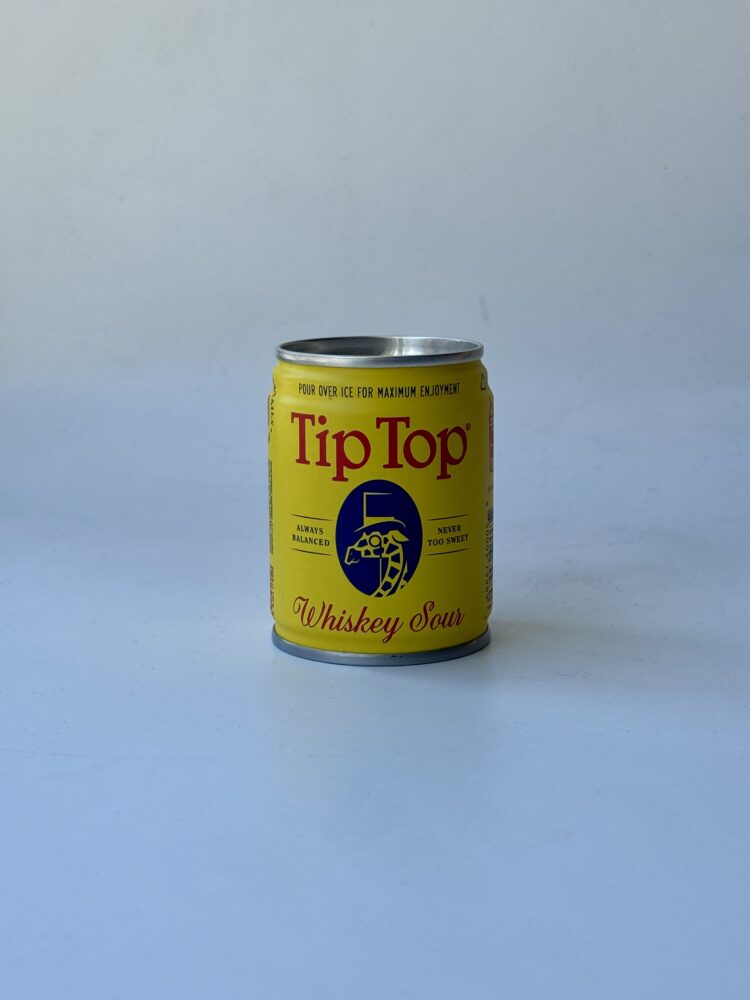 POUR OVER ICE FOR MAXIMUM ENJOYMENT
Tip Top®
ALWAYS
BALANCED
NEVER
TOO SWEET
Whiskey Sour